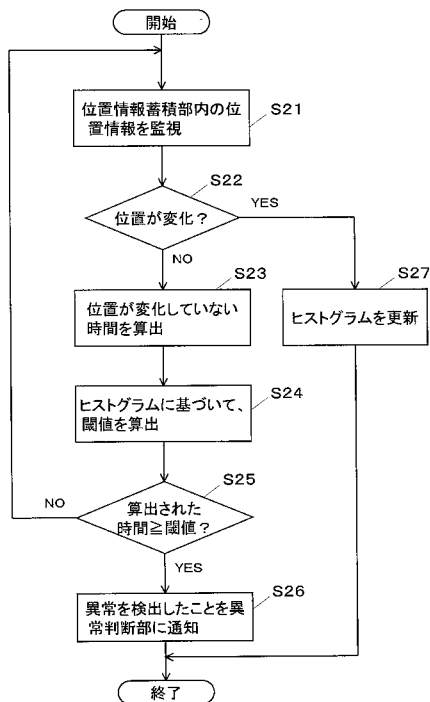 開始
位置情報蓄積部内の位
置情報を監視
S21
S22
位置が変化？
YES
NO
S23
位置が変化していない
時間を算出
S27
ヒストグラムを更新
S24
ヒストグラムに基づいて、
閾値を算出
S25
NO
算出された
時間≧閾値？
YES
S26
異常を検出したことを異
常判断部に通知
終了